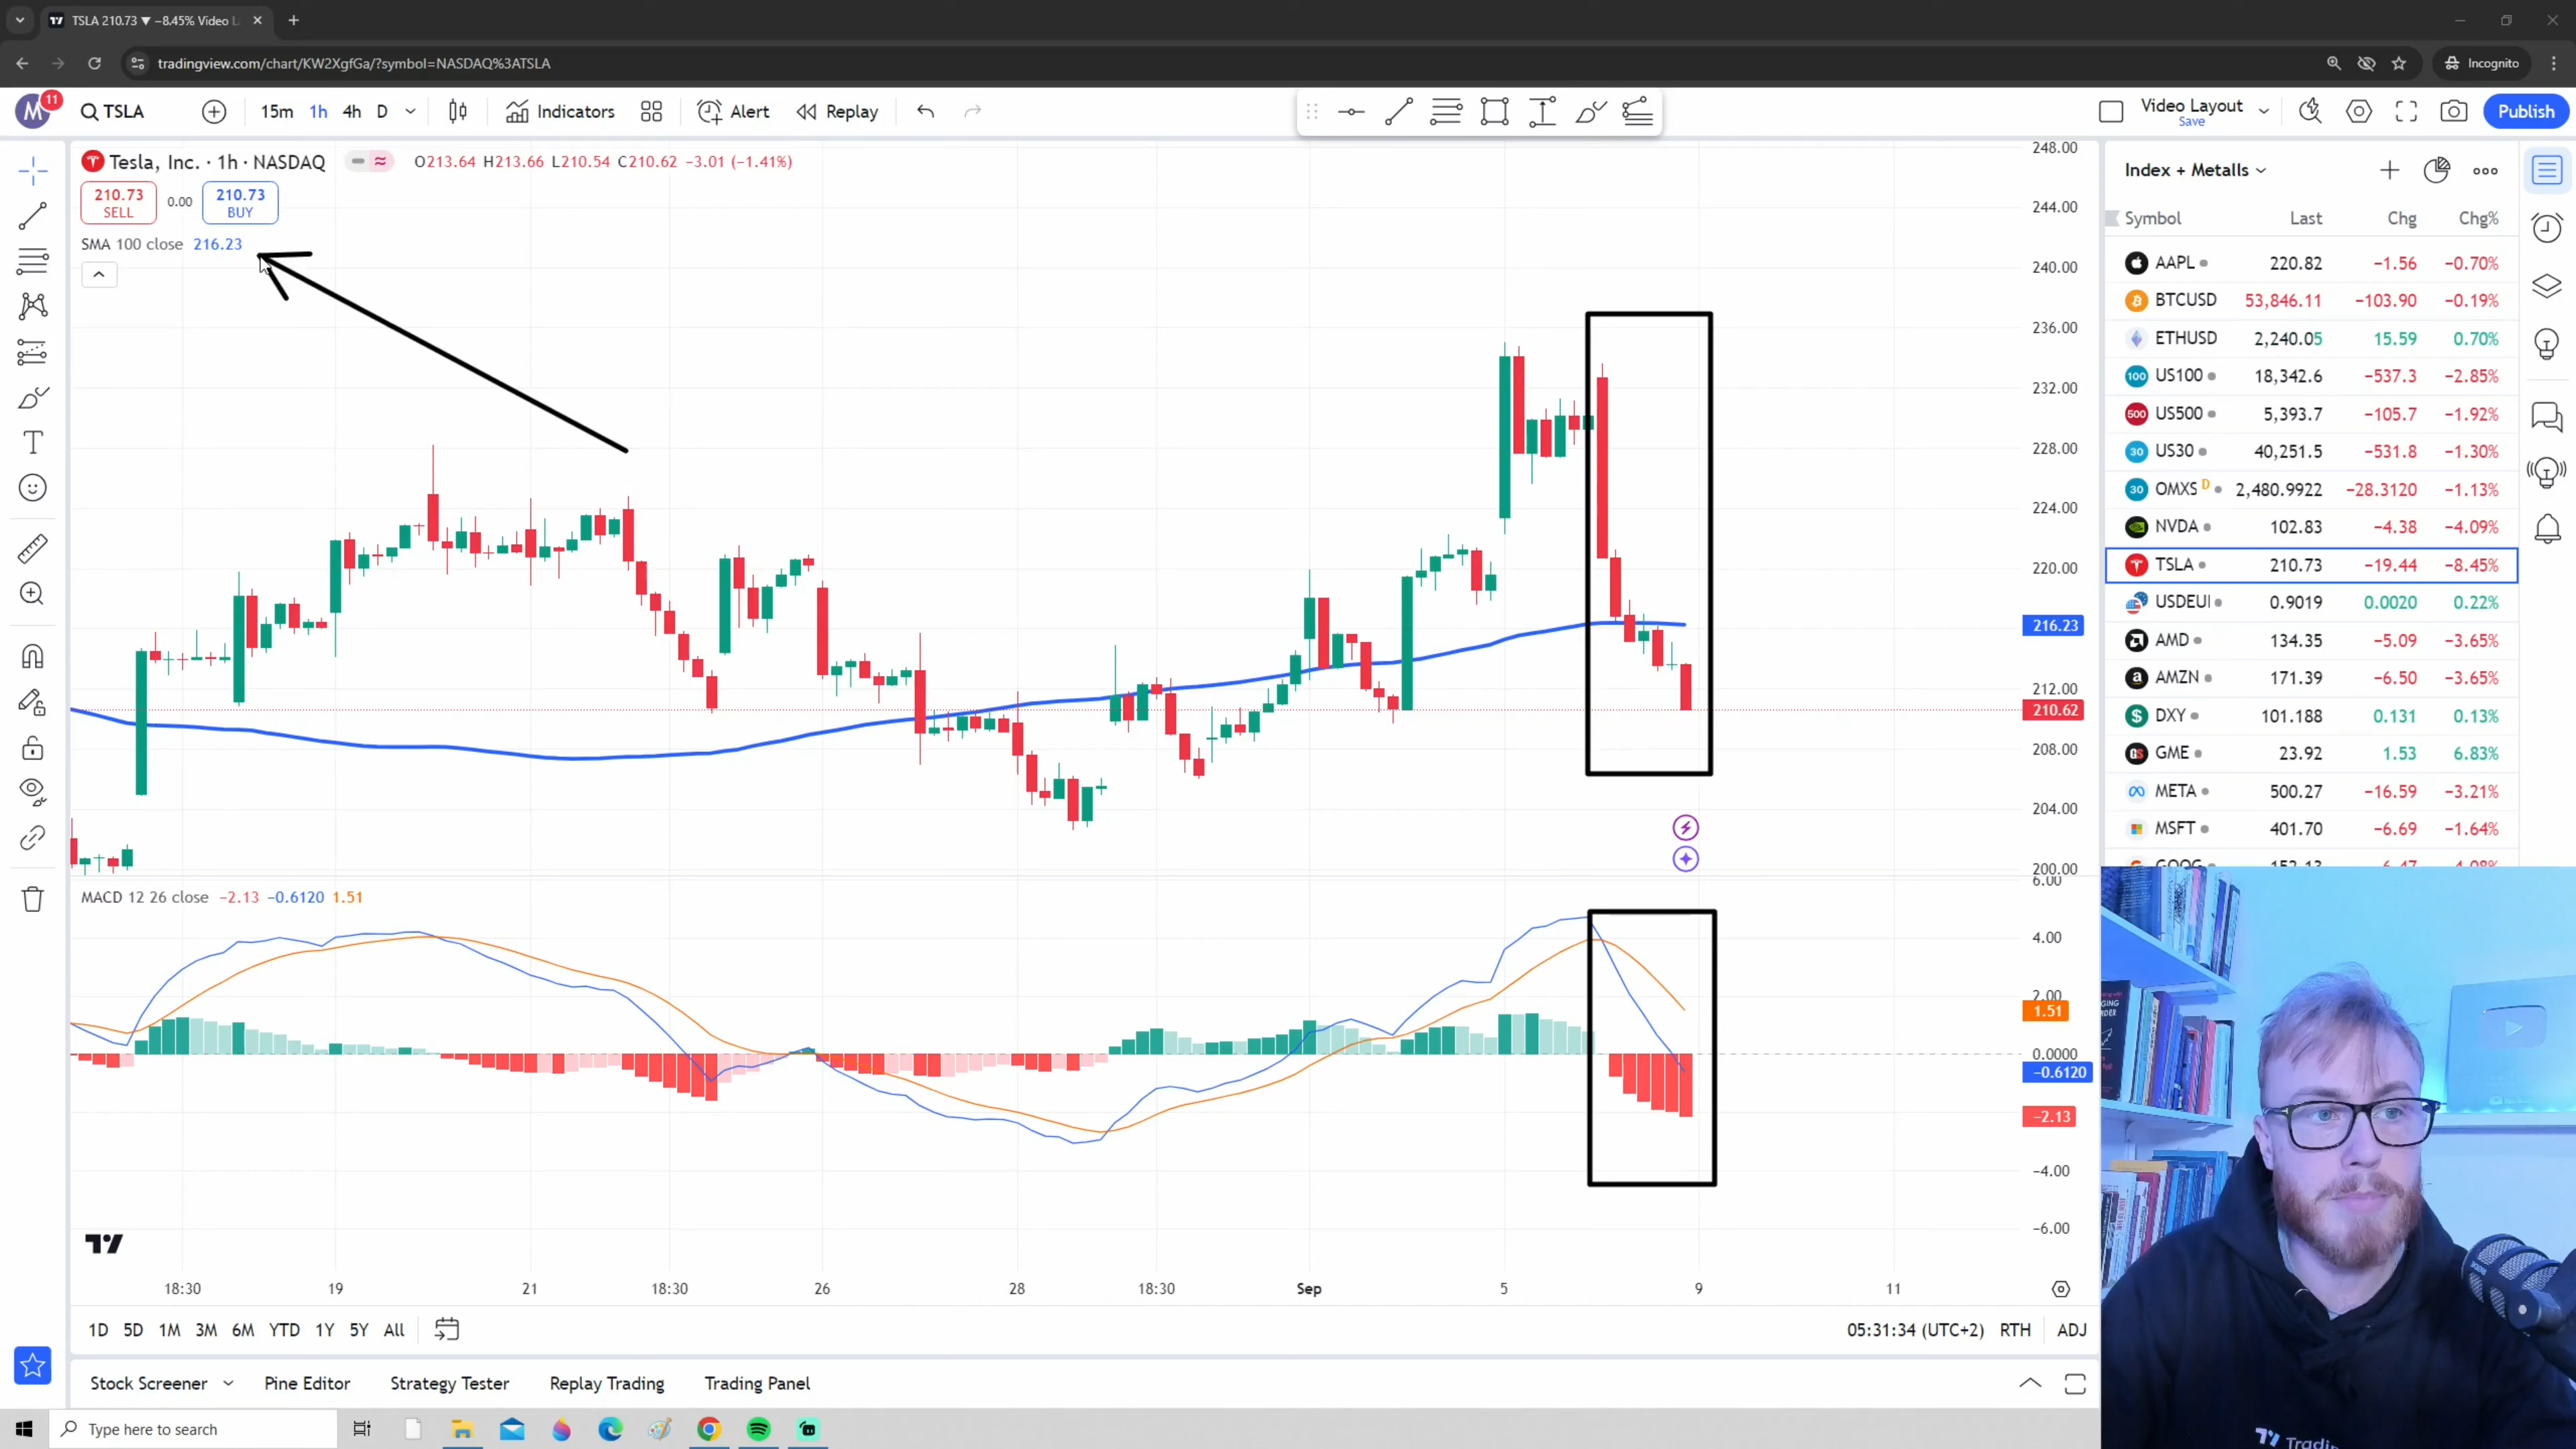 TSLA 210.73 ▼ −8.45% Video L
tradingview.com/chart/KW2XgfGa/?symbol=NASDAQ%3ATSLA
Incognito
M
11
TSLA
15m 1h 4h D
Indicators
Alert
Replay
Video Layout
Save
Publish
Tesla, Inc. · 1h · NASDAQ
O213.64 H213.66 L210.54 C210.62 −3.01 (−1.41%)
210.73
SELL
0.00
210.73
BUY
SMA 100 close 216.23
248.00
244.00
240.00
236.00
232.00
228.00
224.00
220.00
216.23
212.00
210.62
208.00
204.00
200.00
MACD 12 26 close −2.13 −0.6120 1.51
6.00
4.00
2.00
1.51
0.0000
−0.6120
−2.13
−4.00
−6.00
18:30 19 21 18:30 26 28 18:30 Sep 5 9 11
1D 5D 1M 3M 6M YTD 1Y 5Y All
05:31:34 (UTC+2) RTH ADJ
Stock Screener Pine Editor Strategy Tester Replay Trading Trading Panel
Type here to search
Index + Metalls
Symbol Last Chg Chg%
AAPL 220.82 −1.56 −0.70%
BTCUSD 53,846.11 −103.90 −0.19%
ETHUSD 2,240.05 15.59 0.70%
100 US100 18,342.6 −537.3 −2.85%
500 US500 5,393.7 −105.7 −1.92%
30 US30 40,251.5 −531.8 −1.30%
30 OMXS D 2,480.9922 −28.3120 −1.13%
NVDA 102.83 −4.38 −4.09%
TSLA 210.73 −19.44 −8.45%
USDEUI 0.9019 0.0020 0.22%
AMD 134.35 −5.09 −3.65%
AMZN 171.39 −6.50 −3.65%
DXY 101.188 0.131 0.13%
GME 23.92 1.53 6.83%
META 500.27 −16.59 −3.21%
MSFT 401.70 −6.69 −1.64%
GOOG 152.13 −6.47 −4.08%